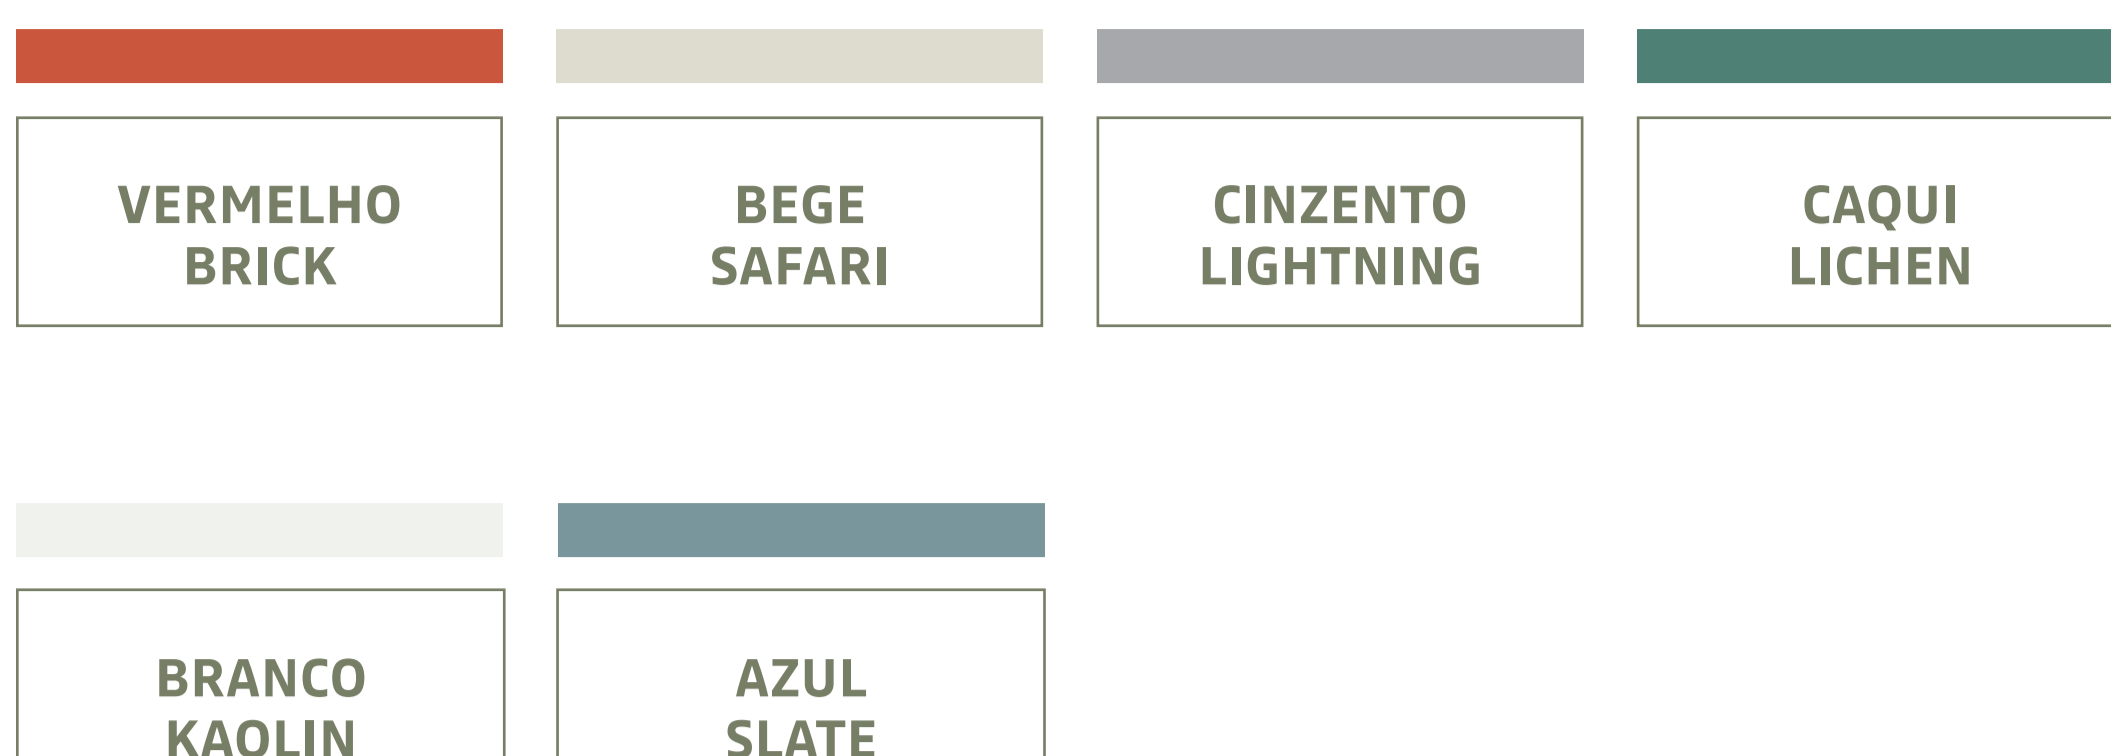 VERMELHO
BRICK
BEGE
SAFARI
CINZENTO
LIGHTNING
CAQUI
LICHEN
BRANCO
KAOLIN
AZUL
SLATE